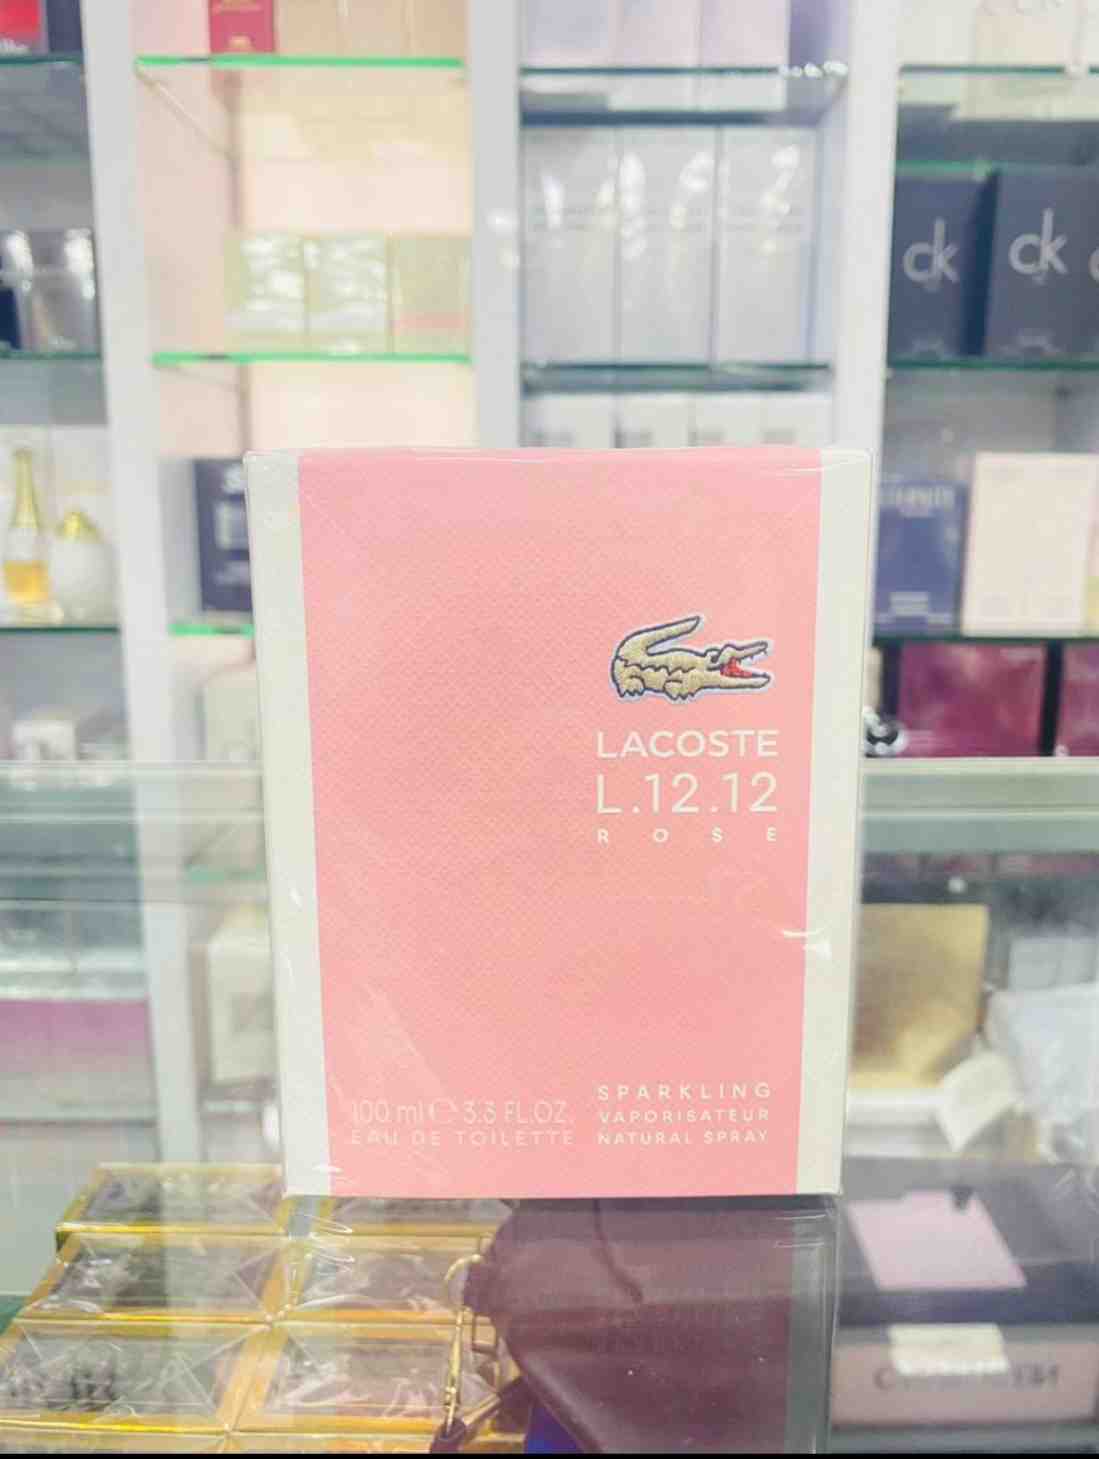 ck
ck
LACOSTE
L.12.12
ROSE
100 ml ℮ 3.3 FL.OZ.
EAU DE TOILETTE
SPARKLING
VAPORISATEUR
NATURAL SPRAY